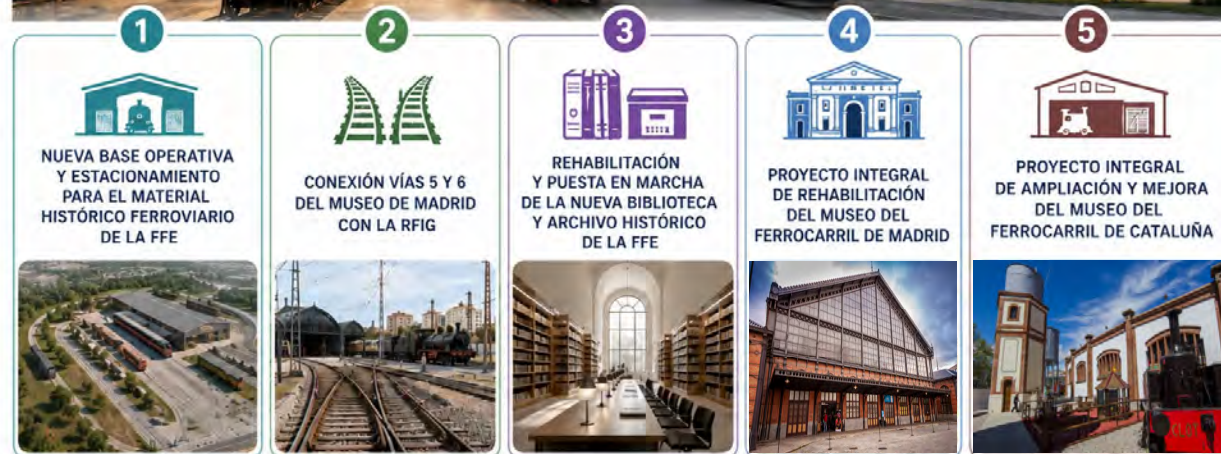 1
NUEVA BASE OPERATIVA
Y ESTACIONAMIENTO
PARA EL MATERIAL
HISTÓRICO FERROVIARIO
DE LA FFE
2
CONEXIÓN VÍAS 5 Y 6
DEL MUSEO DE MADRID
CON LA RFIG
3
REHABILITACIÓN
Y PUESTA EN MARCHA
DE LA NUEVA BIBLIOTECA
Y ARCHIVO HISTÓRICO
DE LA FFE
4
PROYECTO INTEGRAL
DE REHABILITACIÓN
DEL MUSEO DEL
FERROCARRIL DE MADRID
5
PROYECTO INTEGRAL
DE AMPLIACIÓN Y MEJORA
DEL MUSEO DEL
FERROCARRIL DE CATALUÑA